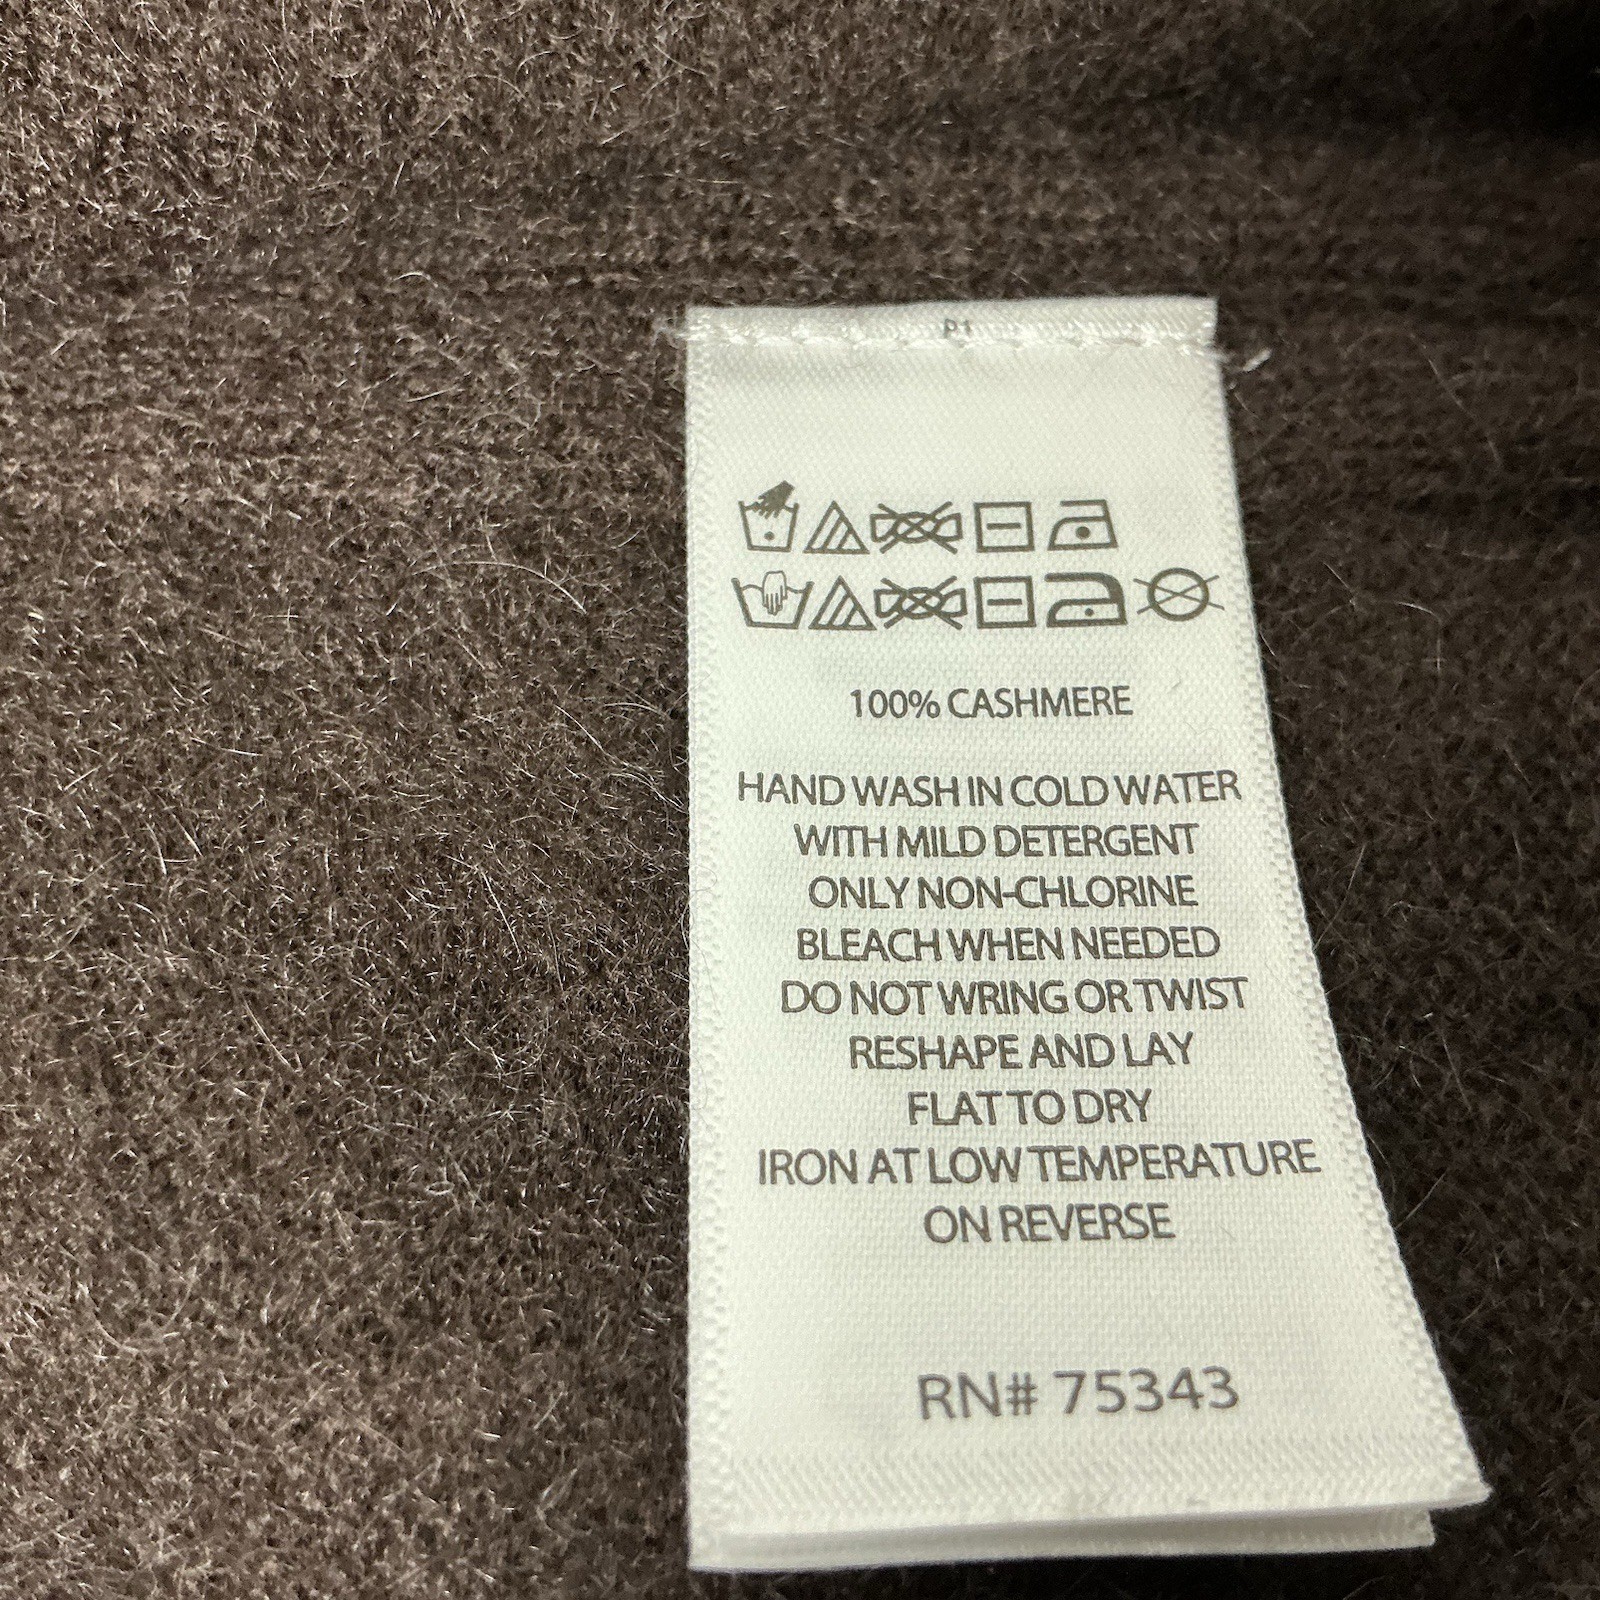 P1
100% CASHMERE
HAND WASH IN COLD WATER
WITH MILD DETERGENT
ONLY NON-CHLORINE
BLEACH WHEN NEEDED
DO NOT WRING OR TWIST
RESHAPE AND LAY
FLAT TO DRY
IRON AT LOW TEMPERATURE
ON REVERSE
RN# 75343